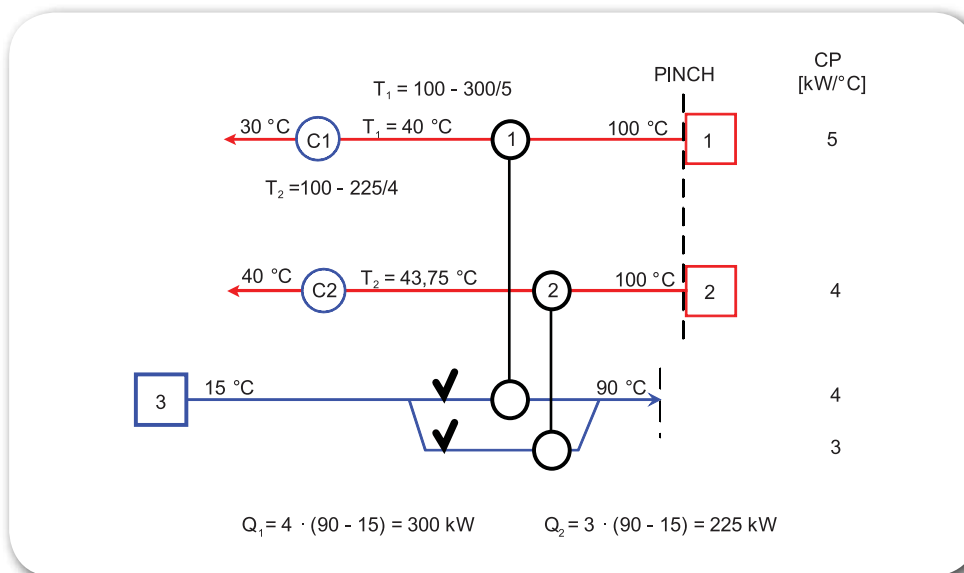 CP
PINCH [kW/°C]
T₁ = 100 - 300/5
30 °C C1 T₁ = 40 °C 1 100 °C 1 5
T₂ =100 - 225/4
40 °C C2 T₂ = 43,75 °C 2 100 °C 2 4
3 15 °C 90 °C 4
3
Q₁= 4 · (90 - 15) = 300 kW Q₂= 3 · (90 - 15) = 225 kW